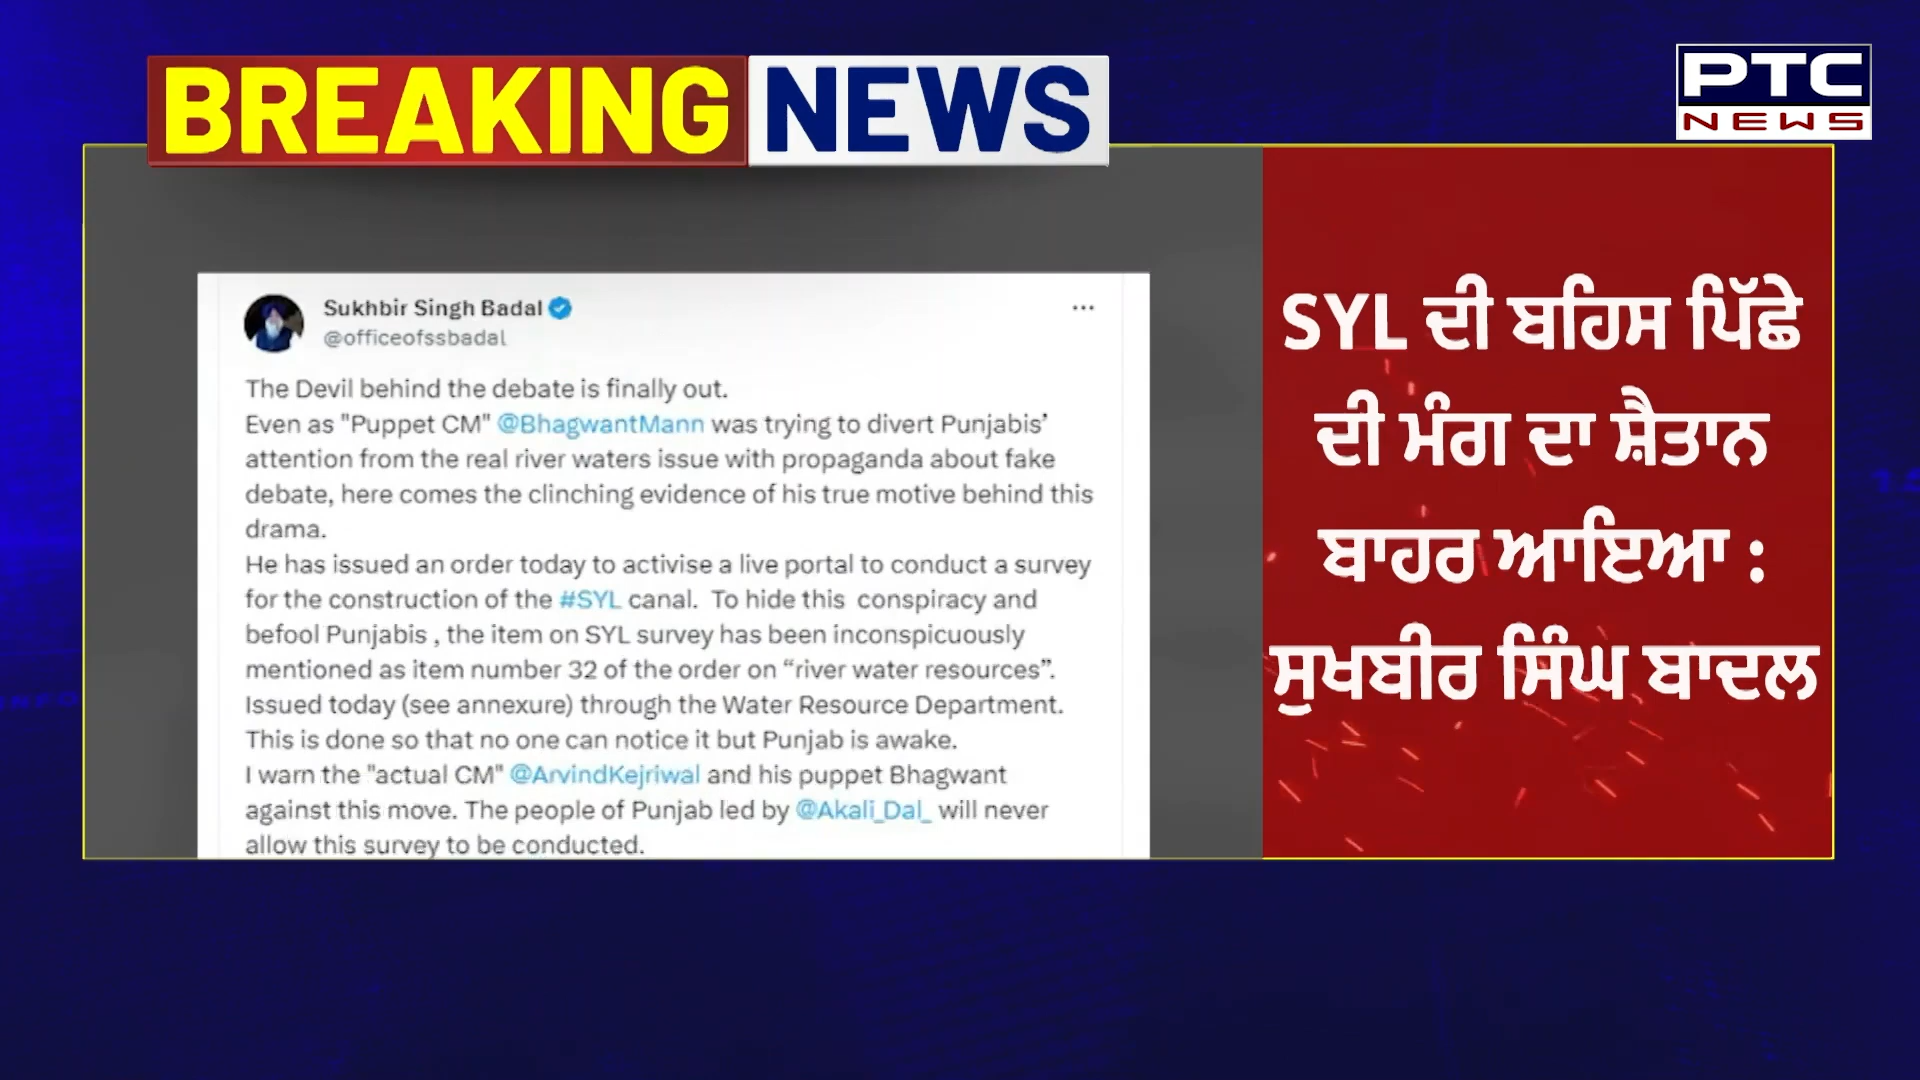 BREAKING NEWS
PTC
NEWS
Sukhbir Singh Badal
@officeofssbadal
The Devil behind the debate is finally out.
Even as "Puppet CM" @BhagwantMann was trying to divert Punjabis’
attention from the real river waters issue with propaganda about fake
debate, here comes the clinching evidence of his true motive behind this
drama.
He has issued an order today to activise a live portal to conduct a survey
for the construction of the #SYL canal. To hide this conspiracy and
befool Punjabis , the item on SYL survey has been inconspicuously
mentioned as item number 32 of the order on “river water resources”.
Issued today (see annexure) through the Water Resource Department.
This is done so that no one can notice it but Punjab is awake.
I warn the "actual CM" @ArvindKejriwal and his puppet Bhagwant
against this move. The people of Punjab led by @Akali_Dal_ will never
allow this survey to be conducted.
SYL ਦੀ ਬਹਿਸ ਪਿੱਛੇ
ਦੀ ਮੰਗ ਦਾ ਸ਼ੈਤਾਨ
ਬਾਹਰ ਆਇਆ :
ਸੁਖਬੀਰ ਸਿੰਘ ਬਾਦਲ